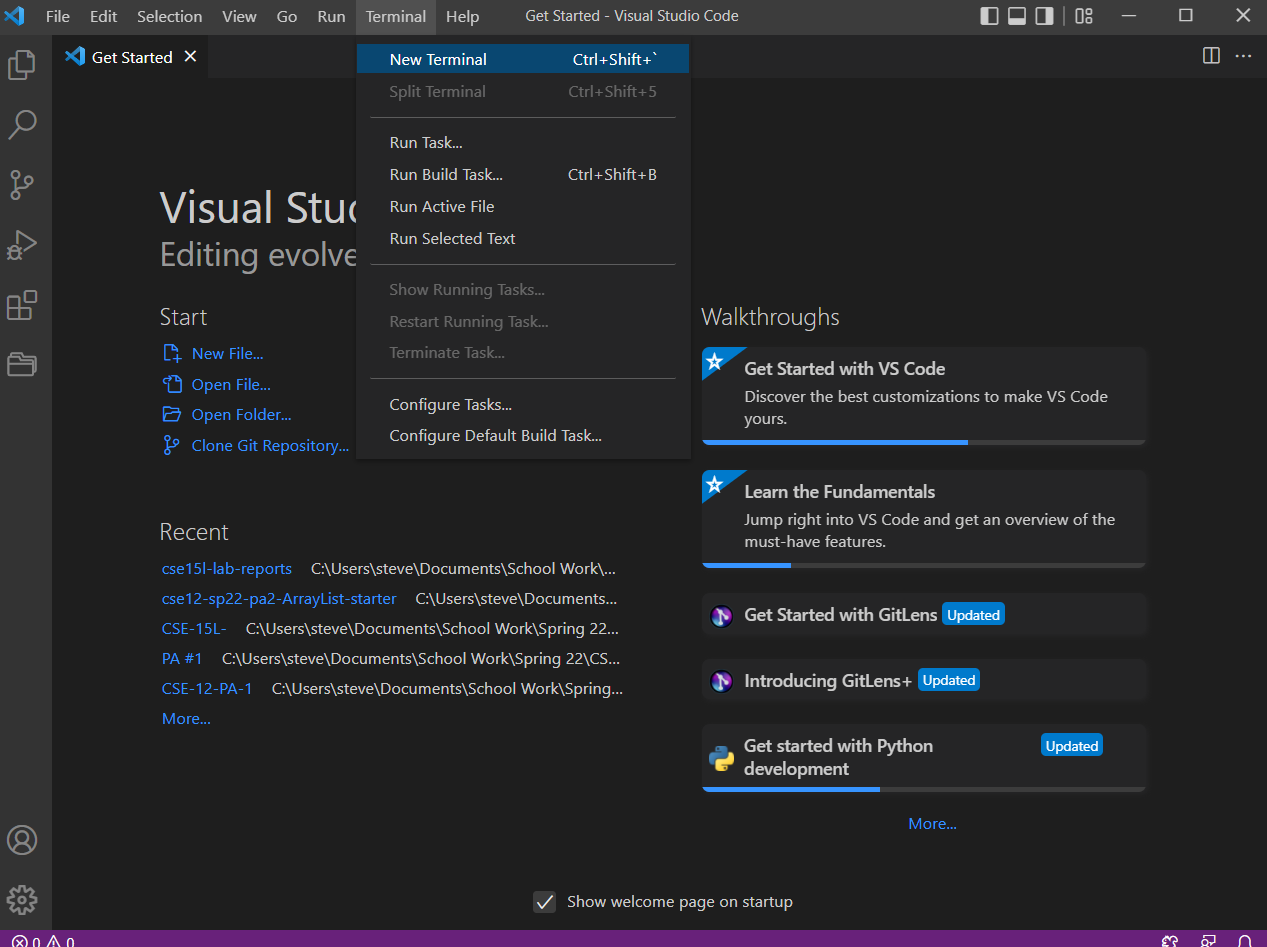 File Edit Selection View Go Run Terminal Help Get Started - Visual Studio Code
Get Started
New Terminal Ctrl+Shift+`
Split Terminal Ctrl+Shift+5
Run Task...
Run Build Task... Ctrl+Shift+B
Run Active File
Run Selected Text
Show Running Tasks...
Restart Running Task...
Terminate Task...
Configure Tasks...
Configure Default Build Task...
Visual
Editing
Start
New File...
Open File...
Open Folder...
Clone Git Repository...
Recent
cse15l-lab-reports C:\Users\steve\Documents\School Work\...
cse12-sp22-pa2-ArrayList-starter C:\Users\steve\Documents...
CSE-15L- C:\Users\steve\Documents\School Work\Spring 22...
PA #1 C:\Users\steve\Documents\School Work\Spring 22\CS...
CSE-12-PA-1 C:\Users\steve\Documents\School Work\Spring...
More...
Walkthroughs
Get Started with VS Code
Discover the best customizations to make VS Code
yours.
Learn the Fundamentals
Jump right into VS Code and get an overview of the
must-have features.
Get Started with GitLens Updated
Introducing GitLens+ Updated
Get started with Python Updated
development
More...
Show welcome page on startup
0 0